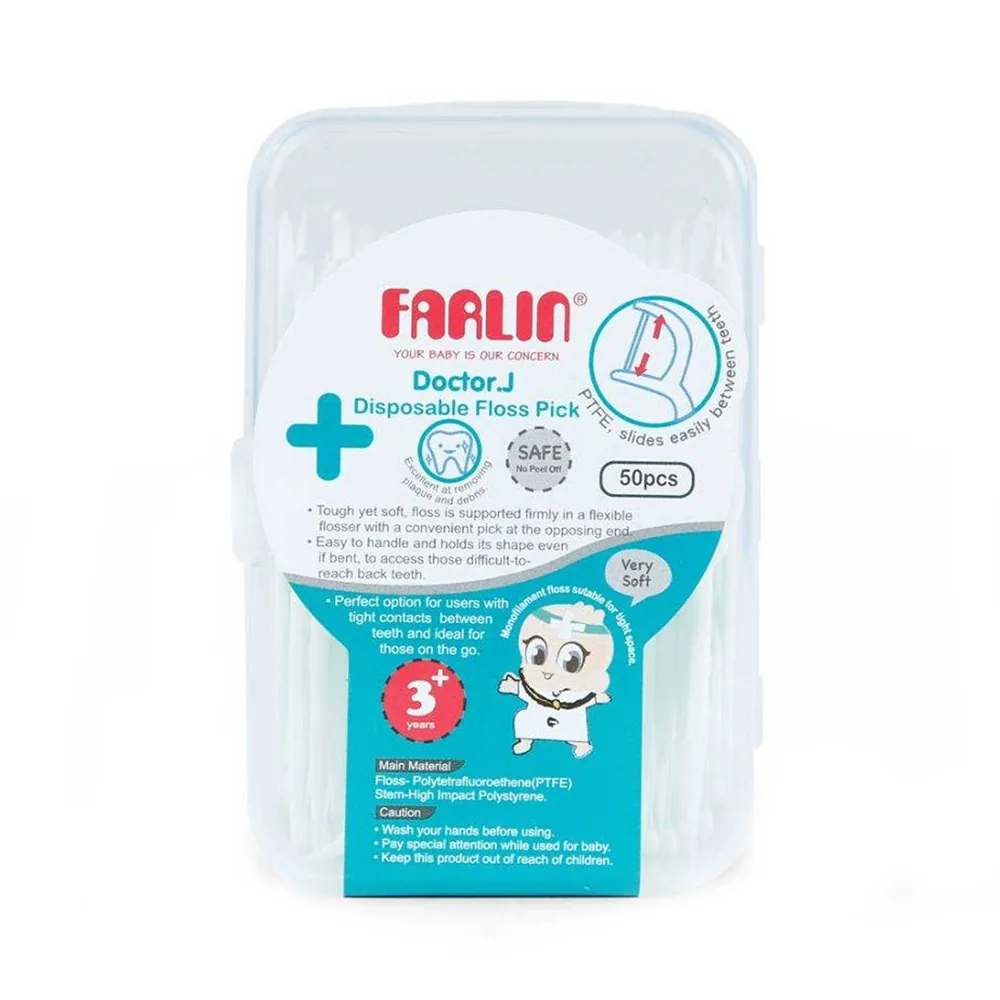 FARLIN®
YOUR BABY IS OUR CONCERN
Doctor.J
Disposable Floss Pick
PTFE, slides easily between teeth
Excellent at removing
plaque and debris.
SAFE
No Peel Off
50pcs
• Tough yet soft, floss is supported firmly in a flexible
flosser with a convenient pick at the opposing end.
• Easy to handle and holds its shape even
if bent, to access those difficult-to-
reach back teeth.
• Perfect option for users with
tight contacts between
teeth and ideal for
those on the go.
Very
Soft
Monofilament floss sutable for tight space.
3+
years
Main Material
Floss- Polytetrafluoroethene(PTFE)
Stem-High Impact Polystyrene.
Caution
• Wash your hands before using.
• Pay special attention while used for baby.
• Keep this product out of reach of children.